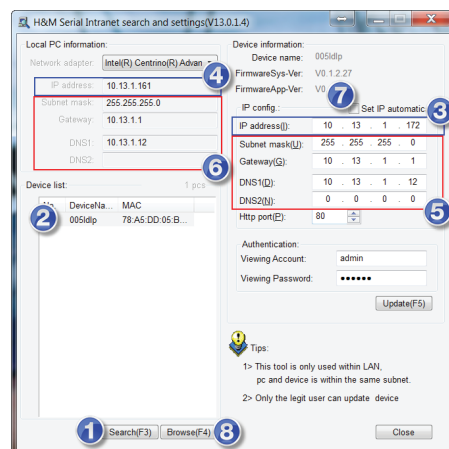 H&M Serial Intranet search and settings(V13.0.1.4)
Local PC information:
Network adapter: Intel(R) Centrino(R) Advan
4
IP address: 10.13.1.161
Subnet mask: 255.255.255.0
Gateway: 10.13.1.1
DNS1 10.13.1.12
DNS2
6
Device list: 1 pcs
DeviceNa... MAC
2
005ldlp 78:A5:DD:05:B...
1
Search(F3)
Browse(F4)
8
Device information:
Device name: 005ldlp
FirmwareSys-Ver: V0.1.2.27
FirmwareApp-Ver: V0
7
IP config.: Set IP automatic
3
IP address(I): 10 . 13 . 1 . 172
Subnet mask(U): 255 . 255 . 255 . 0
Gateway(G): 10 . 13 . 1 . 1
DNS1(D): 10 . 13 . 1 . 12
DNS2(N): 0 . 0 . 0 . 0
5
Http port(P): 80
Authentication:
Viewing Account: admin
Viewing Password: ••••••
Update(F5)
Tips:
1> This tool is only used within LAN,
pc and device is within the same subnet.
2> Only the legit user can update device
Close